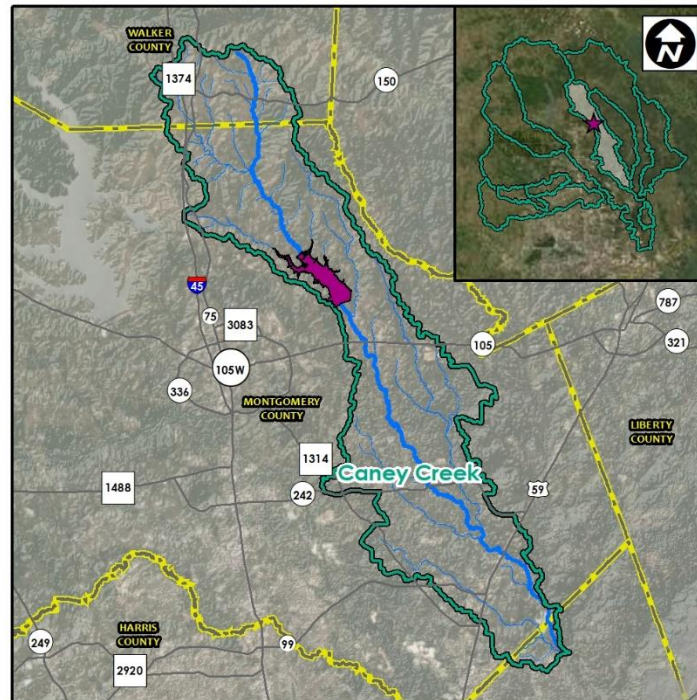 WALKER
COUNTY
1374
150
N
45
75
3083
105W
336
MONTGOMERY
COUNTY
787
105
321
LIBERTY
COUNTY
1314
Caney Creek
1488
242
59
HARRIS
COUNTY
249
99
2920